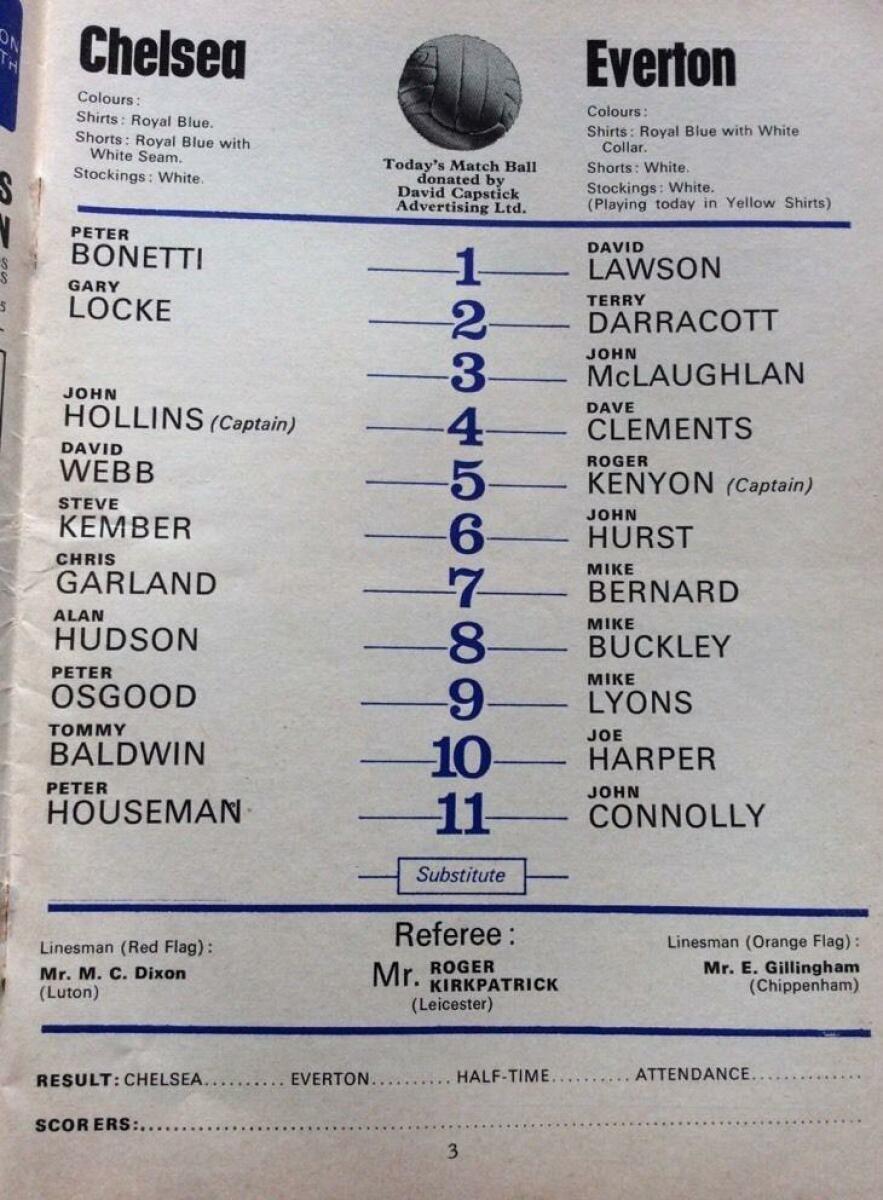 Chelsea
Colours:
Shirts: Royal Blue.
Shorts: Royal Blue with
White Seam.
Stockings: White.
Today's Match Ball
donated by
David Capstick
Advertising Ltd.
Everton
Colours:
Shirts: Royal Blue with White
Collar.
Shorts: White.
Stockings: White.
(Playing today in Yellow Shirts)
PETER
BONETTI
1
DAVID
LAWSON
GARY
LOCKE
2
TERRY
DARRACOTT
3
JOHN
McLAUGHLAN
JOHN
HOLLINS (Captain)
4
DAVE
CLEMENTS
DAVID
WEBB
5
ROGER
KENYON (Captain)
STEVE
KEMBER
6
JOHN
HURST
CHRIS
GARLAND
7
MIKE
BERNARD
ALAN
HUDSON
8
MIKE
BUCKLEY
PETER
OSGOOD
9
MIKE
LYONS
TOMMY
BALDWIN
10
JOE
HARPER
PETER
HOUSEMAN
11
JOHN
CONNOLLY
Substitute
Linesman (Red Flag):
Mr. M. C. Dixon
(Luton)
Referee:
Mr. ROGER
KIRKPATRICK
(Leicester)
Linesman (Orange Flag):
Mr. E. Gillingham
(Chippenham)
RESULT: CHELSEA.......... EVERTON.......... HALF-TIME.......... ATTENDANCE..............
SCORERS:................................................................................
3